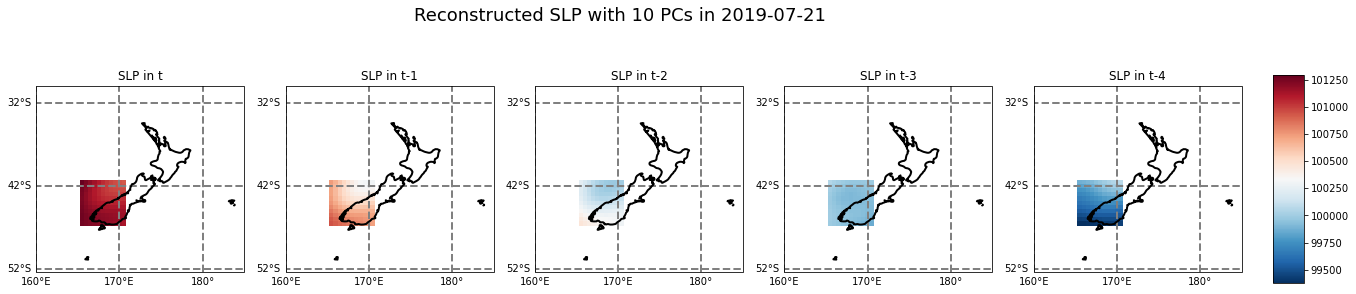 Reconstructed SLP with 10 PCs in 2019-07-21
SLP in t
32°S
42°S
52°S
160°E 170°E 180°
SLP in t-1
32°S
42°S
52°S
160°E 170°E 180°
SLP in t-2
32°S
42°S
52°S
160°E 170°E 180°
SLP in t-3
32°S
42°S
52°S
160°E 170°E 180°
SLP in t-4
32°S
42°S
52°S
160°E 170°E 180°
101250
101000
100750
100500
100250
100000
99750
99500